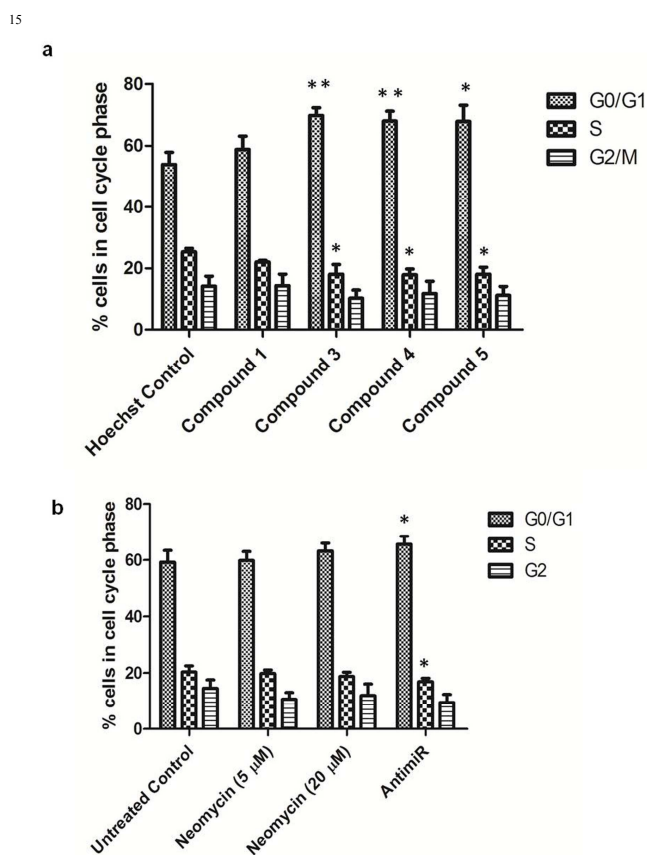 15
a
% cells in cell cycle phase
80
60
40
20
0
** ** *
* * *
G0/G1
S
G2/M
Hoechst Control
Compound 1
Compound 3
Compound 4
Compound 5
b
% cells in cell cycle phase
80
60
40
20
0
*
*
G0/G1
S
G2
Untreated Control
Neomycin (5 µM)
Neomycin (20 µM)
AntimiR